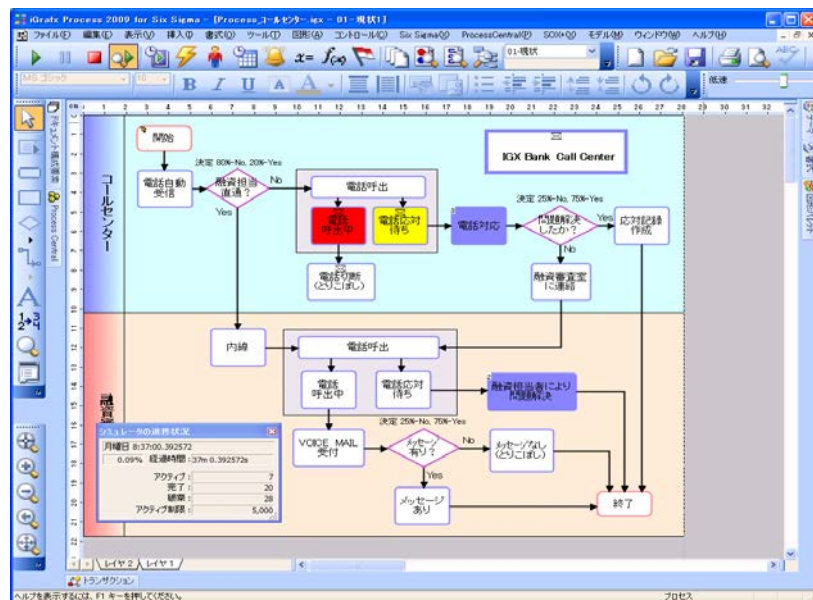 iGrafx Process 2009 for Six Sigma - [Process_コールセンター.igx - 01-現状1]
ファイル(F) 編集(E) 表示(V) 挿入(I) 書式(O) ツール(T) 図形(A) コントロール(C) Six Sigma(X) ProcessCentral(P) SOX+(X) モデル(M) ウィンドウ(W) ヘルプ(H)
01-現状
MS ゴシック
低速
コールセンター
開始
IGX Bank Call Center
決定 80%-No, 20%-Yes
電話自動
受信
融資担当
直通？
No
Yes
電話呼出
電話
呼出中
電話応対
待ち
電話対応
決定 25%-No, 75%-Yes
問題解決
したか？
Yes
No
応対記録
作成
電話切断
(とりこぼし)
融資審査室
に連絡
内線
電話呼出
電話
呼出中
電話応対
待ち
融資担当者により
問題解決
決定 25%-No, 75%-Yes
VOICE MAIL
受付
メッセージ
有り？
No
Yes
メッセージなし
(とりこぼし)
メッセージ
あり
終了
シミュレータの進捗状況
月曜日 8:37:00.392572
0.09% 経過時間: 37m 0.392572s
アクティブ: 7
完了: 20
総築: 28
アクティブ制限: 5,000
レイヤ2 レイヤ1
トランザクション
ヘルプを表示するには、F1 キーを押してください。
プロセス